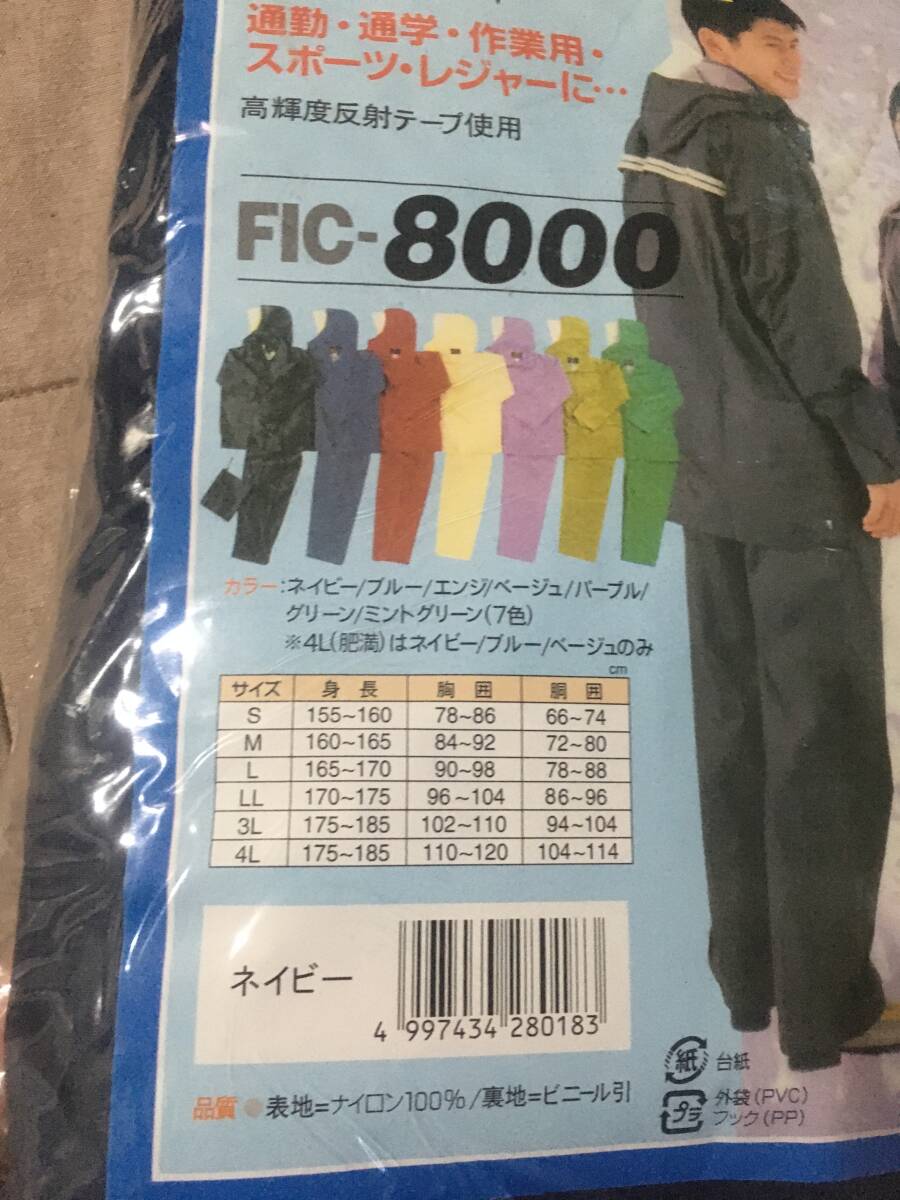 通勤・通学・作業用・
スポーツ・レジャーに…
高輝度反射テープ使用
FIC-8000
カラー:ネイビー/ブルー/エンジ/ベージュ/パープル/
グリーン/ミントグリーン(7色)
※4L(肥満)はネイビー/ブルー/ベージュのみ
cm
サイズ 身長 胸囲 胴囲
S 155~160 78~86 66~74
M 160~165 84~92 72~80
L 165~170 90~98 78~88
LL 170~175 96~104 86~96
3L 175~185 102~110 94~104
4L 175~185 110~120 104~114
ネイビー
4 997434 280183
品質 ●表地=ナイロン100%/裏地=ビニール引
紙 台紙
プラ 外袋(PVC)
フック(PP)